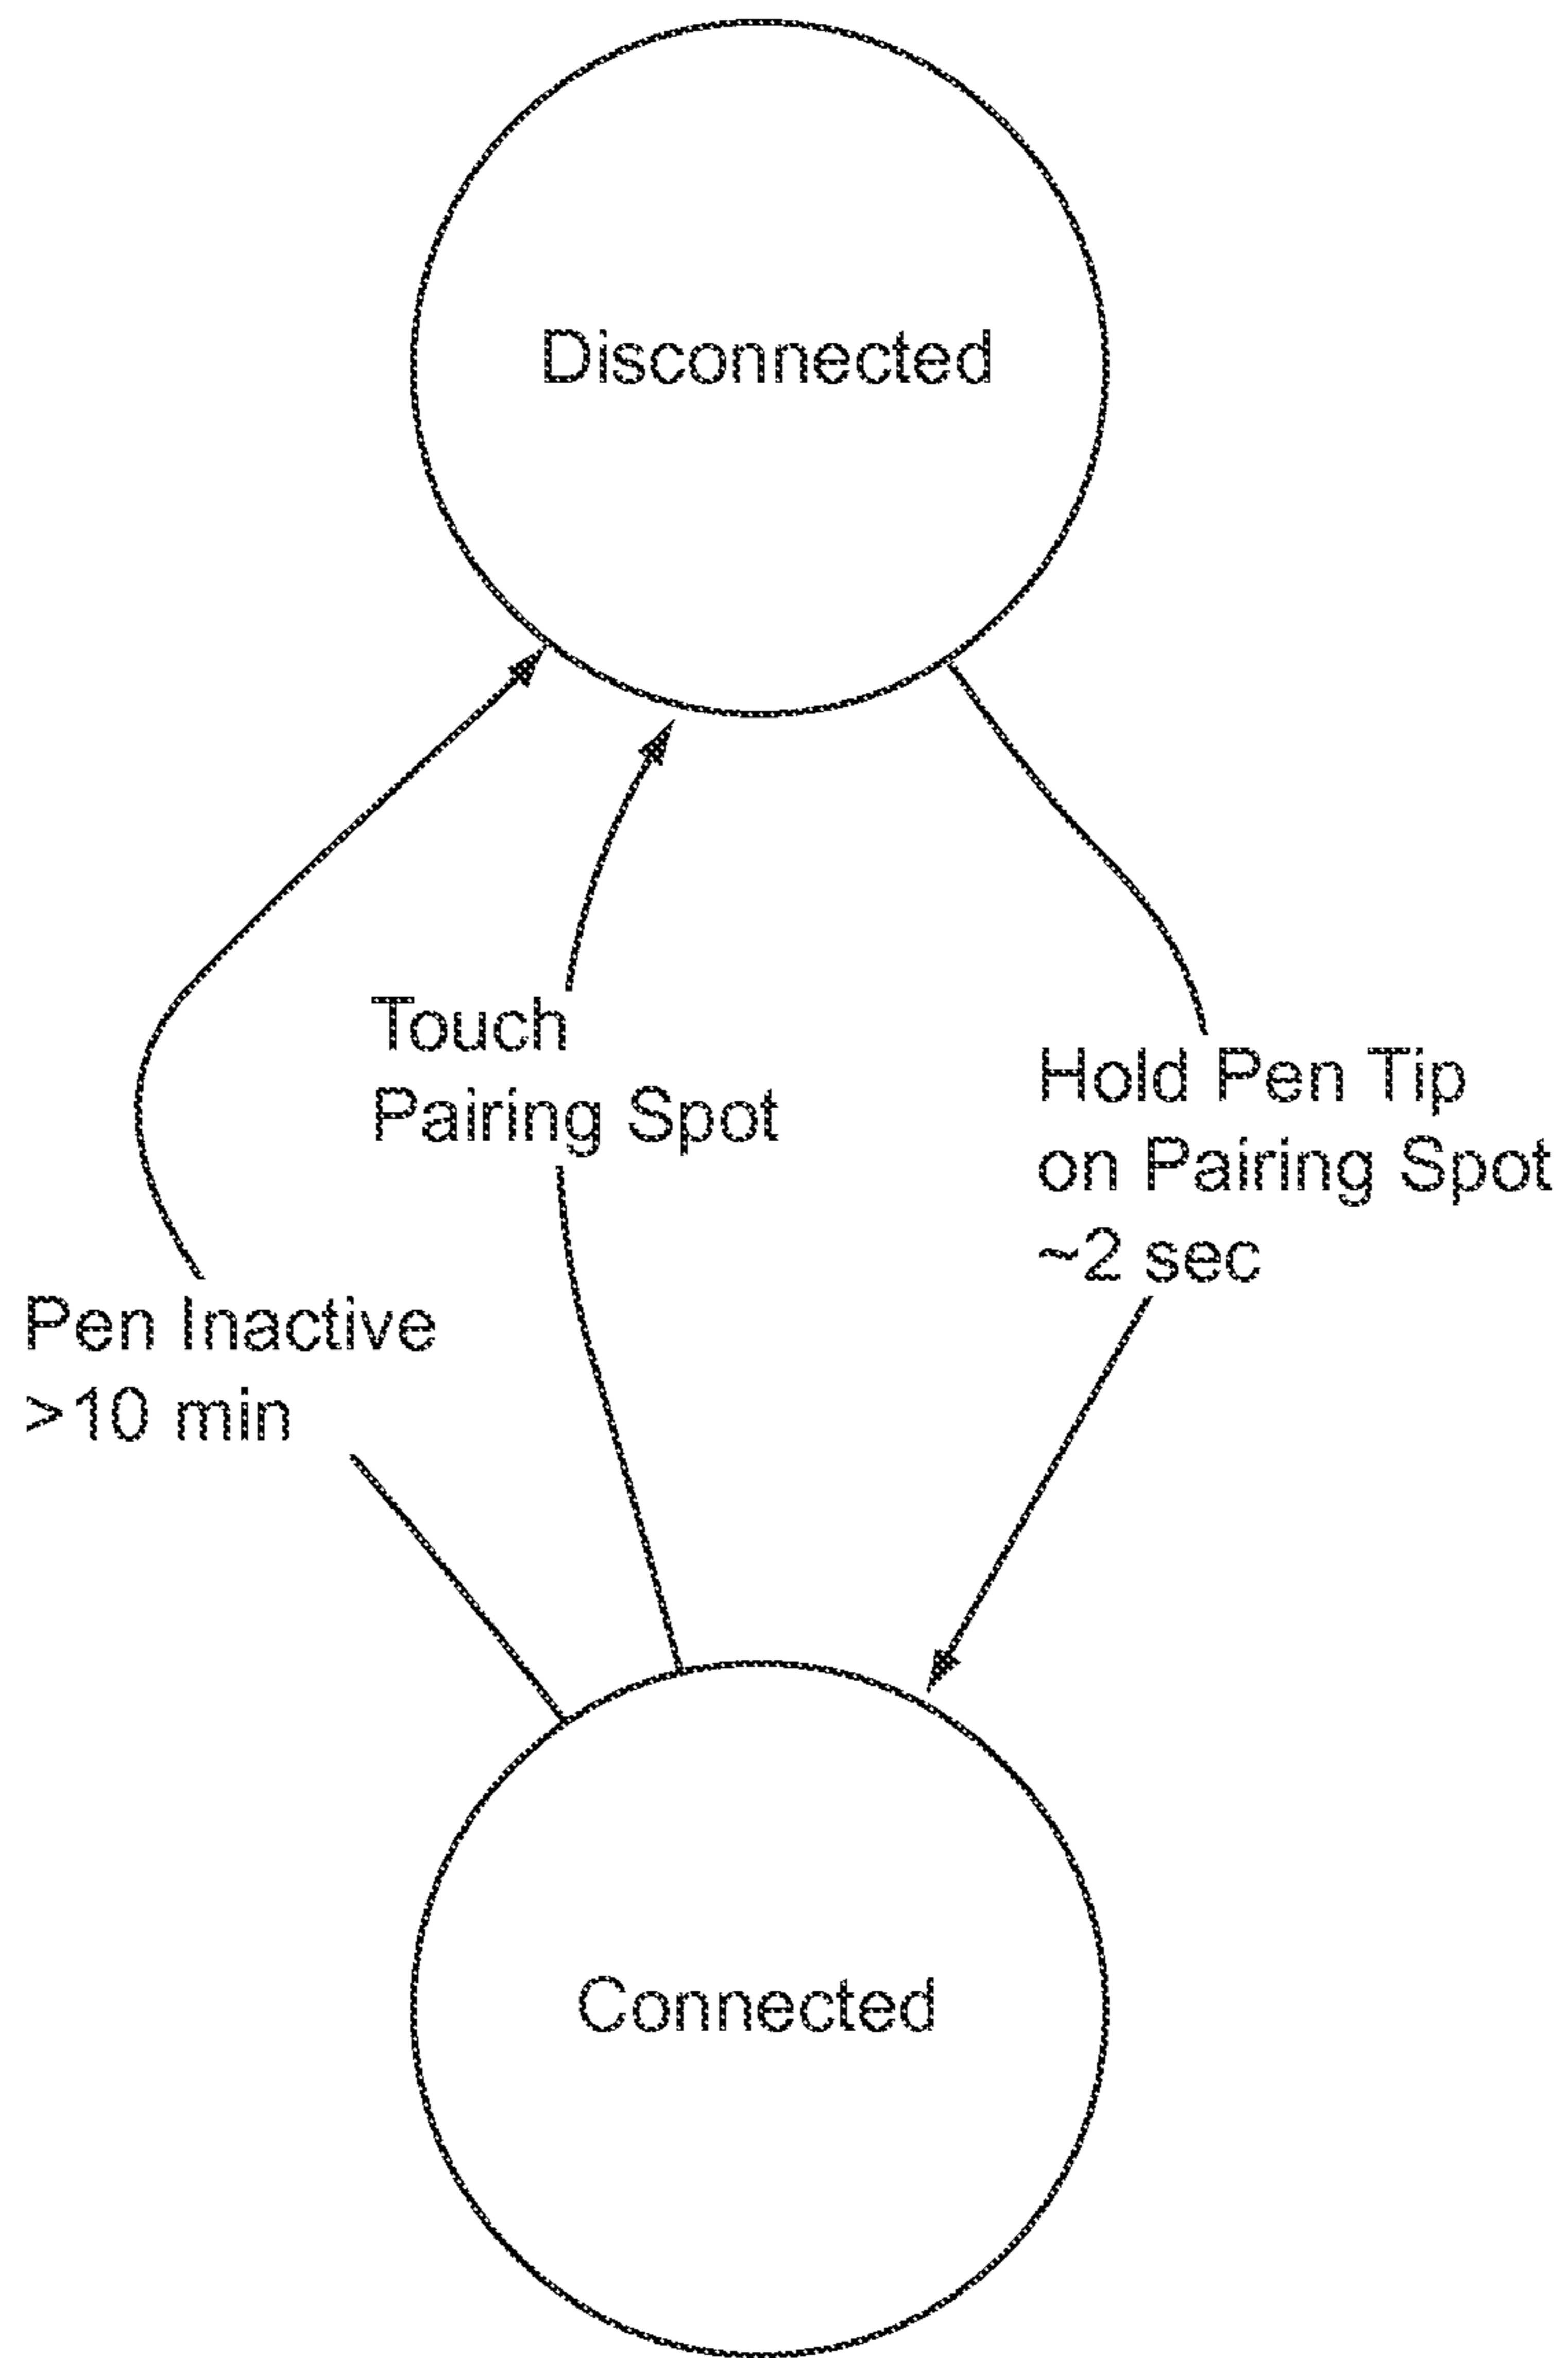 Disconnected
Touch
Pairing Spot
Hold Pen Tip
on Pairing Spot
~2 sec
Pen Inactive
>10 min
Connected